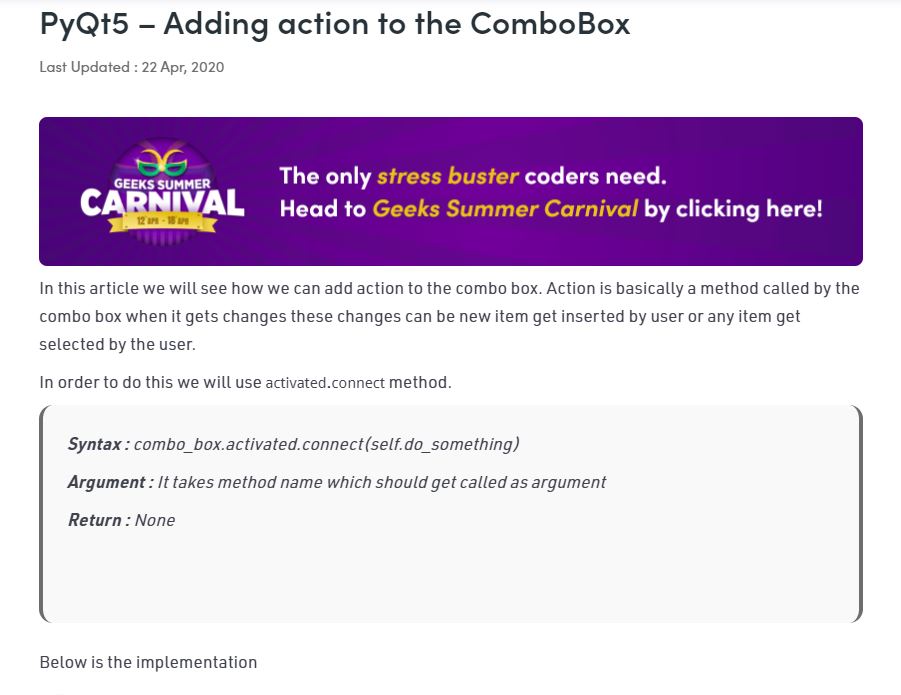 PyQt5 – Adding action to the ComboBox
Last Updated : 22 Apr, 2020
GEEKS SUMMER
CARNIVAL
12 APR - 18 APR
The only stress buster coders need.
Head to Geeks Summer Carnival by clicking here!
In this article we will see how we can add action to the combo box. Action is basically a method called by the
combo box when it gets changes these changes can be new item get inserted by user or any item get
selected by the user.
In order to do this we will use activated.connect method.
Syntax : combo_box.activated.connect(self.do_something)
Argument : It takes method name which should get called as argument
Return : None
Below is the implementation